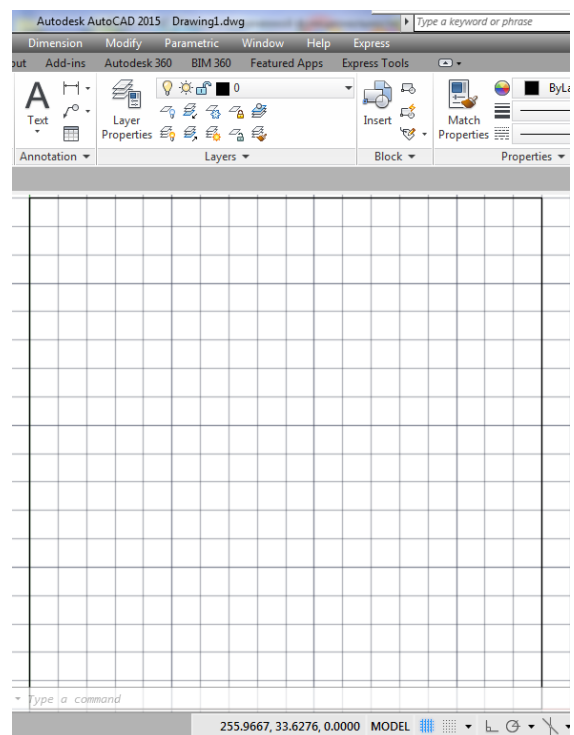 Autodesk AutoCAD 2015 Drawing1.dwg Type a keyword or phrase
Dimension Modify Parametric Window Help Express
out Add-ins Autodesk 360 BIM 360 Featured Apps Express Tools
A 0 ByLa
Text Layer Properties Insert Match Properties
Annotation Layers Block Properties
Type a command
255.9667, 33.6276, 0.0000 MODEL